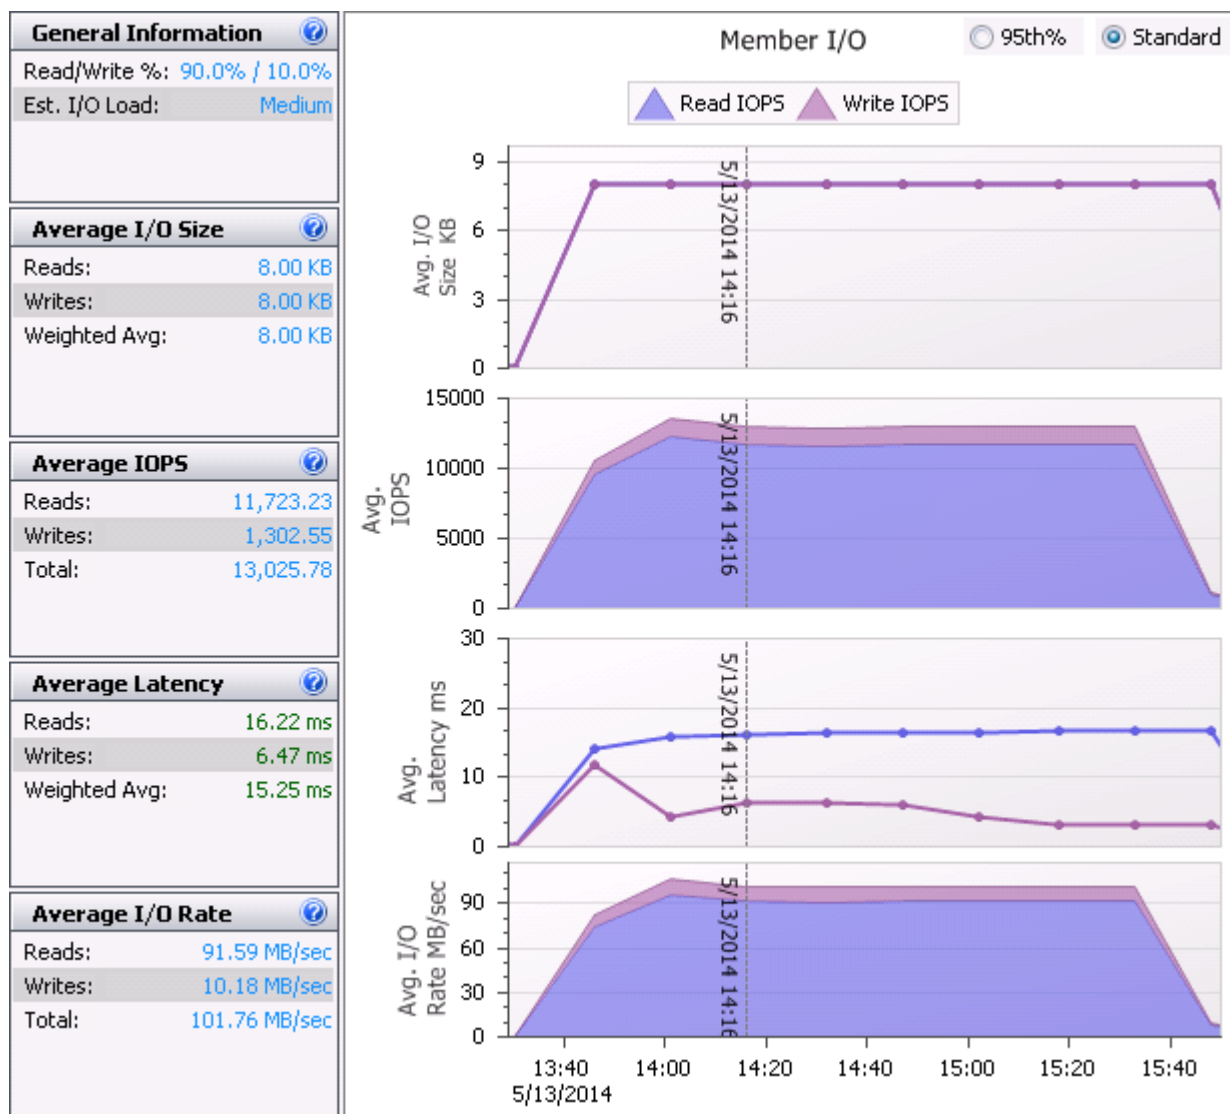 General Information
Read/Write %: 90.0% / 10.0%
Est. I/O Load: Medium
Average I/O Size
Reads: 8.00 KB
Writes: 8.00 KB
Weighted Avg: 8.00 KB
Average IOPS
Reads: 11,723.23
Writes: 1,302.55
Total: 13,025.78
Average Latency
Reads: 16.22 ms
Writes: 6.47 ms
Weighted Avg: 15.25 ms
Average I/O Rate
Reads: 91.59 MB/sec
Writes: 10.18 MB/sec
Total: 101.76 MB/sec
Member I/O
95th%
Standard
Read IOPS
Write IOPS
Avg. I/O
Size KB
9
6
3
0
5/13/2014 14:16
Avg.
IOPS
15000
10000
5000
0
5/13/2014 14:16
Avg.
Latency ms
30
20
10
0
5/13/2014 14:16
Avg. I/O
Rate MB/sec
90
60
30
0
5/13/2014 14:16
13:40 14:00 14:20 14:40 15:00 15:20 15:40
5/13/2014